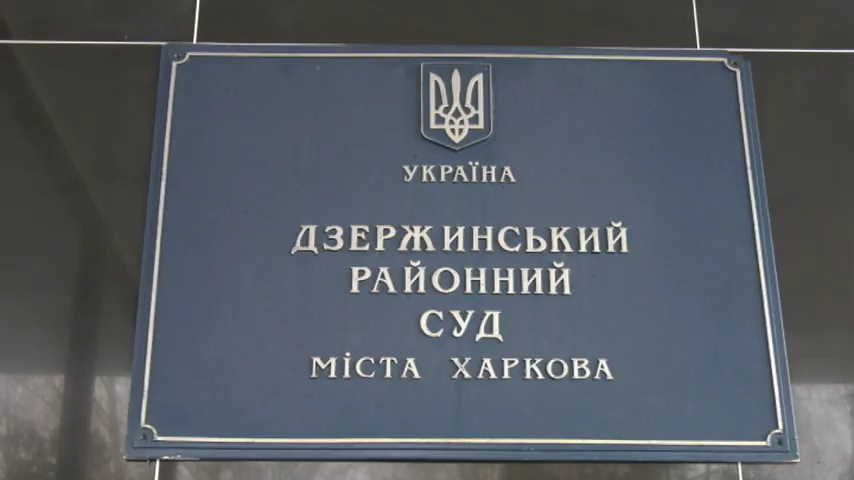 УКРАЇНА
ДЗЕРЖИНСЬКИЙ
РАЙОННИЙ
СУД
МІСТА ХАРКОВА